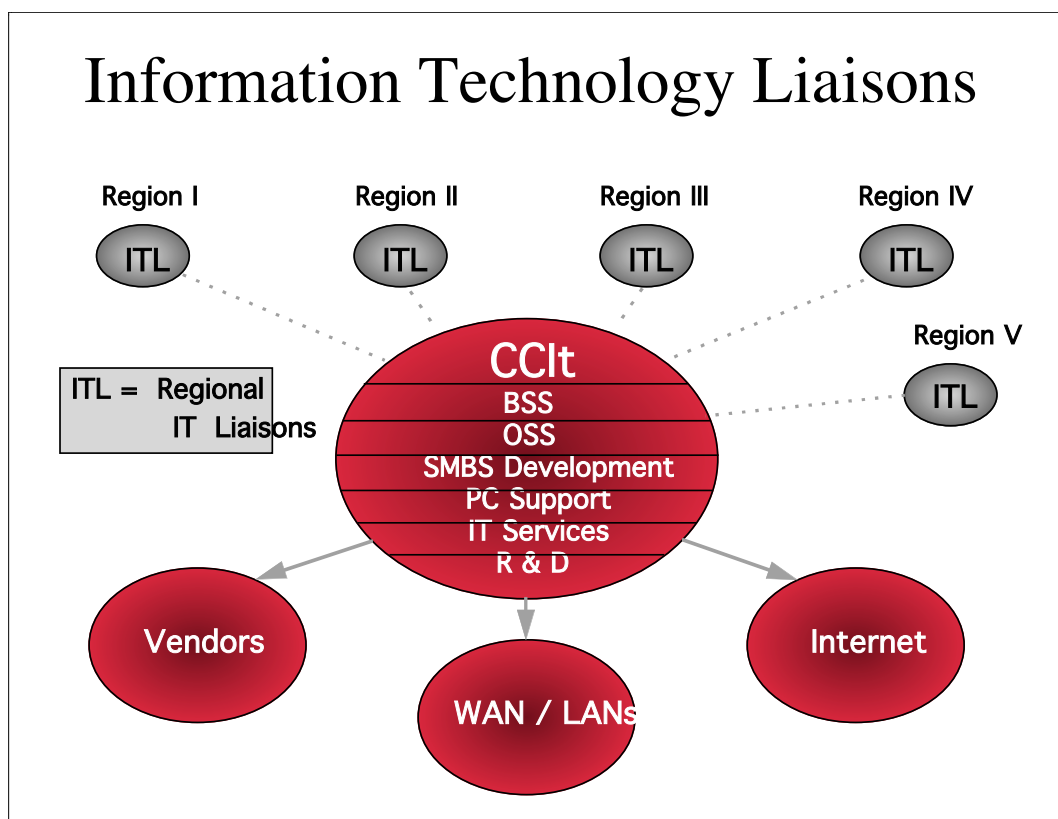 Information Technology Liaisons
Region I
Region II
Region III
Region IV
ITL
ITL
ITL
ITL
Region V
ITL
ITL = Regional
IT Liaisons
CCIt
BSS
OSS
SMBS Development
PC Support
IT Services
R & D
Vendors
WAN / LANs
Internet